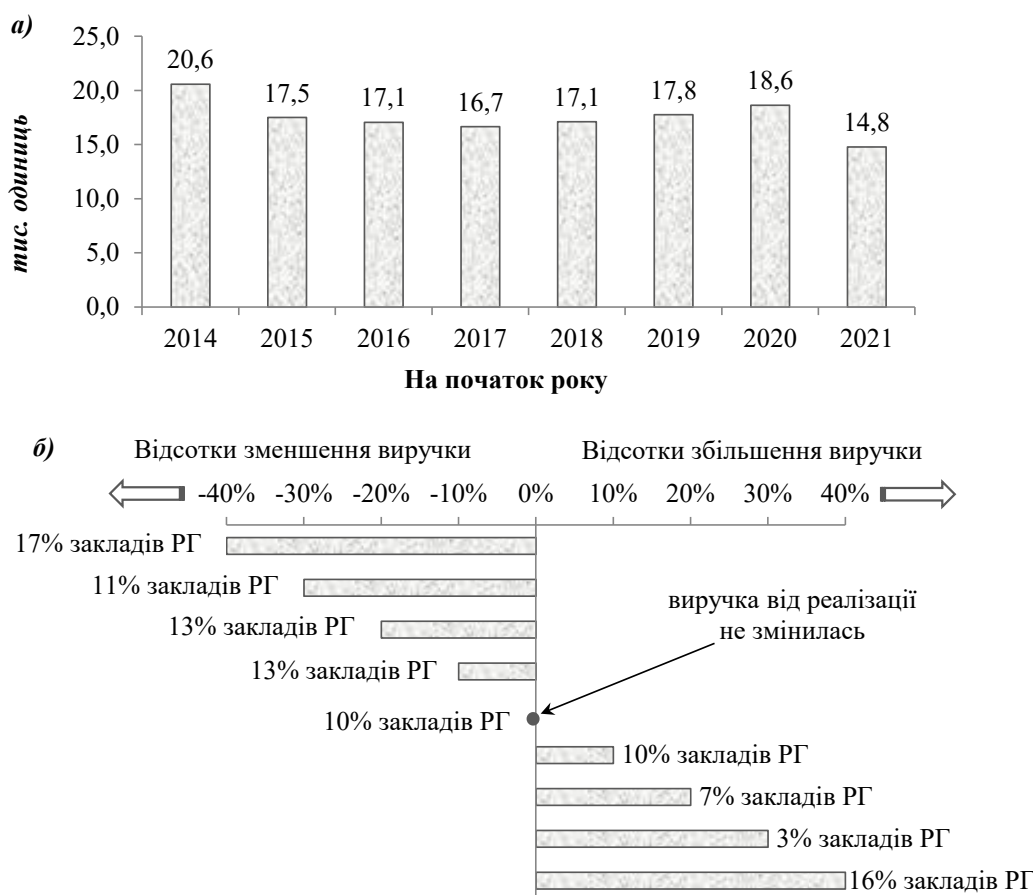 а)
25,0
20,0
15,0
10,0
5,0
0,0
тис. одиниць
20,6
17,5
17,1
16,7
17,1
17,8
18,6
14,8
2014 2015 2016 2017 2018 2019 2020 2021
На початок року
б)
Відсотки зменшення виручки
Відсотки збільшення виручки
-40% -30% -20% -10% 0% 10% 20% 30% 40%
17% закладів РГ
11% закладів РГ
13% закладів РГ
13% закладів РГ
10% закладів РГ
виручка від реалізації
не змінилась
10% закладів РГ
7% закладів РГ
3% закладів РГ
16% закладів РГ